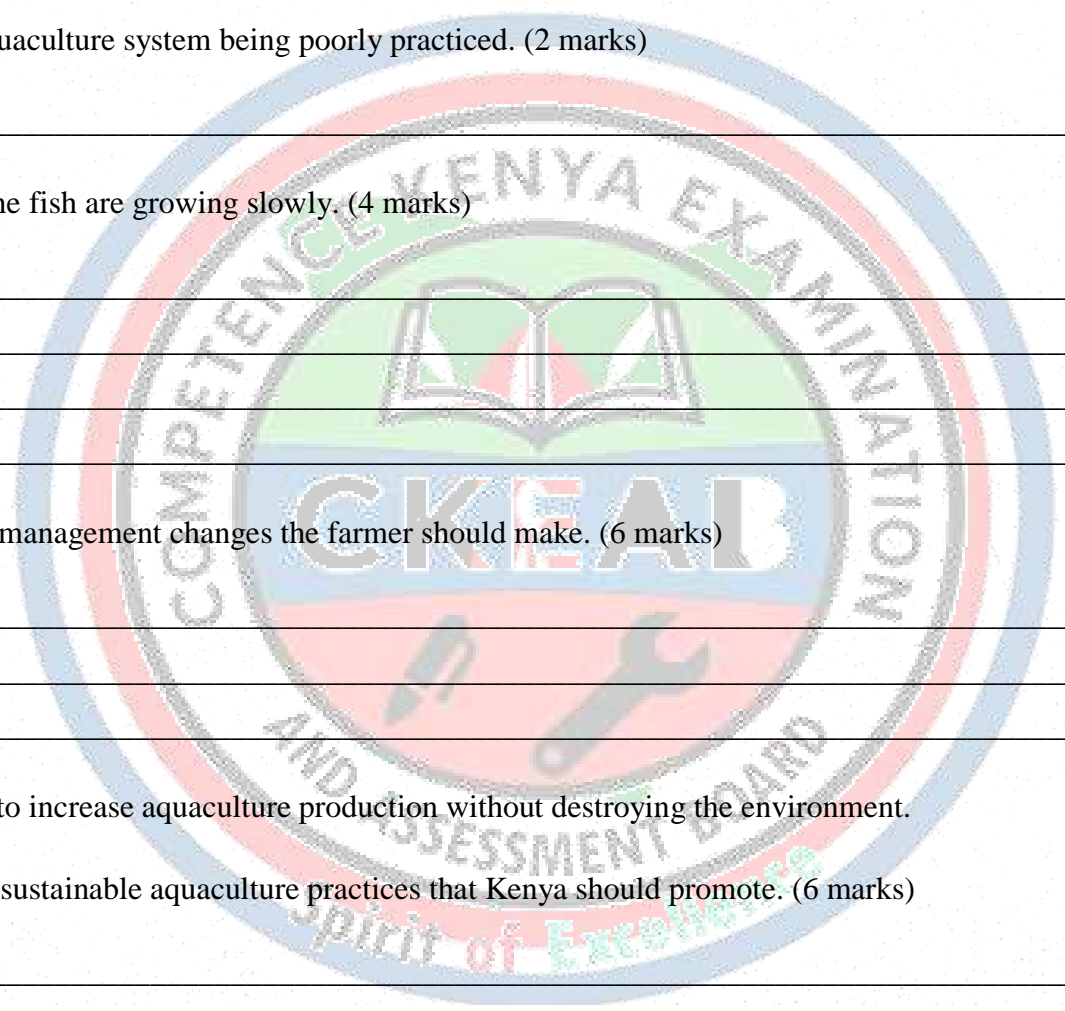 uaculture system being poorly practiced. (2 marks)
ne fish are growing slowly. (4 marks)
management changes the farmer should make. (6 marks)
to increase aquaculture production without destroying the environment.
sustainable aquaculture practices that Kenya should promote. (6 marks)
COMPETENCE KENYA EXAMINATION
CKEAB
AND ASSESSMENT BOARD
Spirit of Excellence